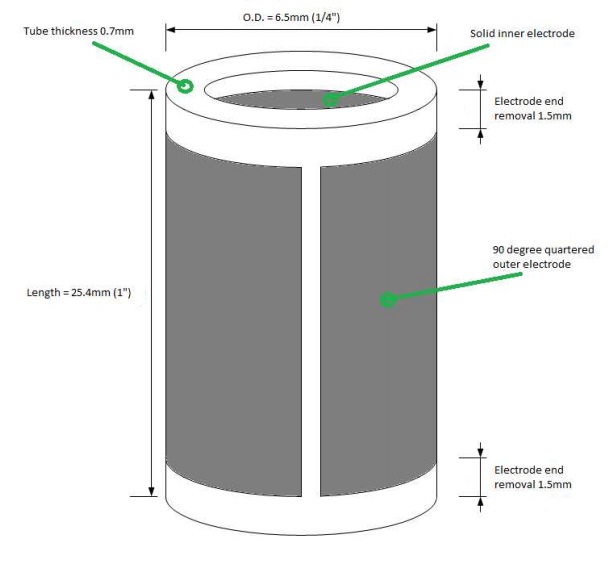 O.D. = 6.5mm (1/4")
Tube thickness 0.7mm
Solid inner electrode
Electrode end
removal 1.5mm
90 degree quartered
outer electrode
Length = 25.4mm (1")
Electrode end
removal 1.5mm